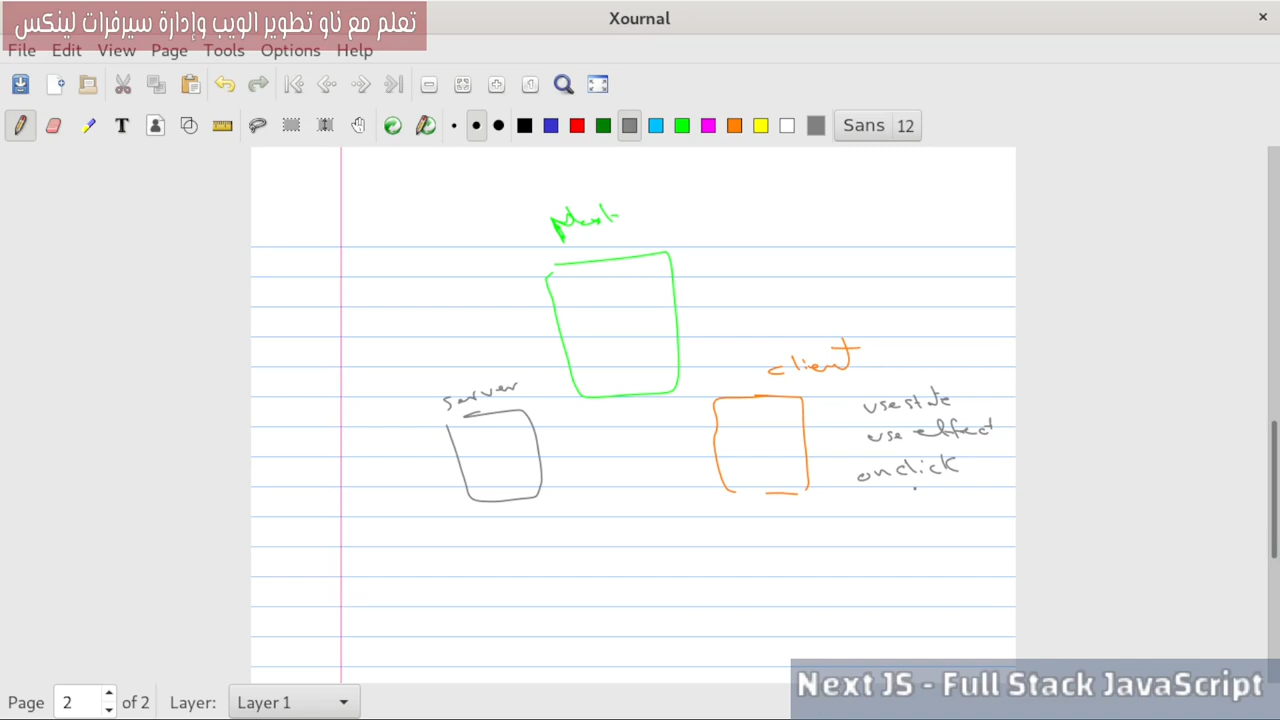 تعلم مع ناو تطوير الويب وإدارة سيرفرات لينكس
Xournal
File Edit View Page Tools Options Help
Sans 12
Next
client
server
usestate
use effect
onclick
Next JS - Full Stack JavaScript
Page 2 of 2 Layer: Layer 1